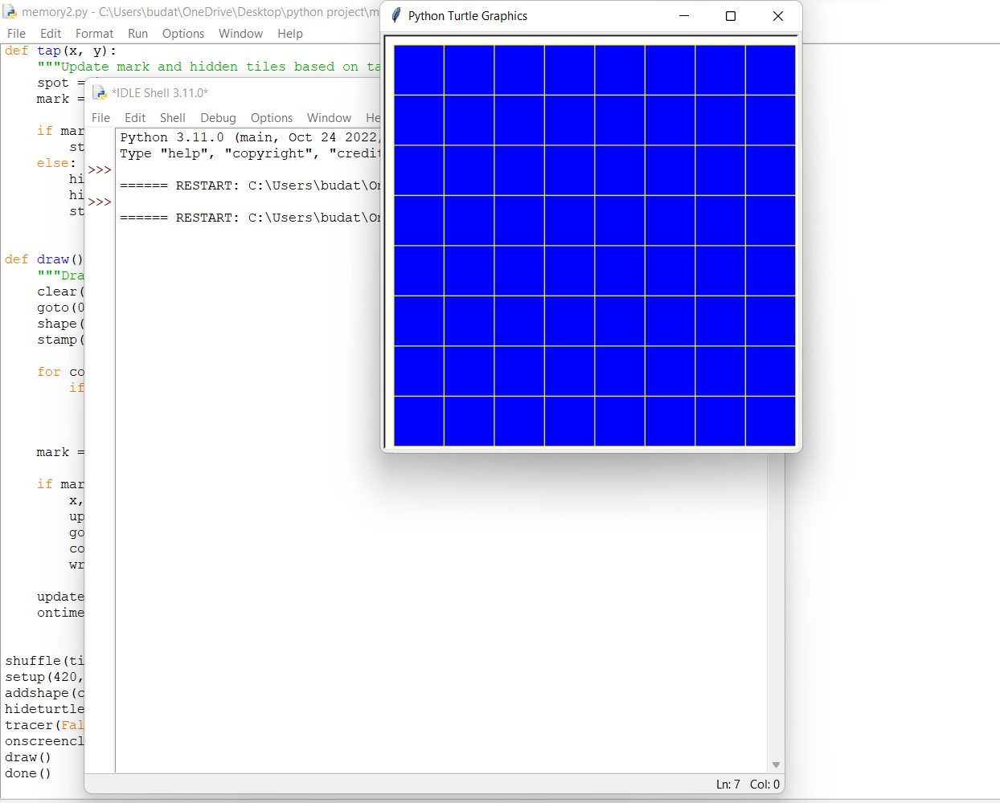 memory2.py - C:\Users\budat\OneDrive\Desktop\python project\m
File Edit Format Run Options Window Help
def tap(x, y):
"""Update mark and hidden tiles based on ta
spot =
mark =
if mar
st
else:
hi
hi
st
def draw()
"""Dra
clear(
goto(0
shape(
stamp(
for co
if
mark =
if mar
x,
up
go
co
wr
update
ontime
shuffle(ti
setup(420,
addshape(c
hideturtle
tracer(Fal
onscreencl
draw()
done()
*IDLE Shell 3.11.0*
File Edit Shell Debug Options Window He
Python 3.11.0 (main, Oct 24 2022,
Type "help", "copyright", "credit
>>>
====== RESTART: C:\Users\budat\On
>>>
====== RESTART: C:\Users\budat\On
Ln: 7 Col: 0
Python Turtle Graphics